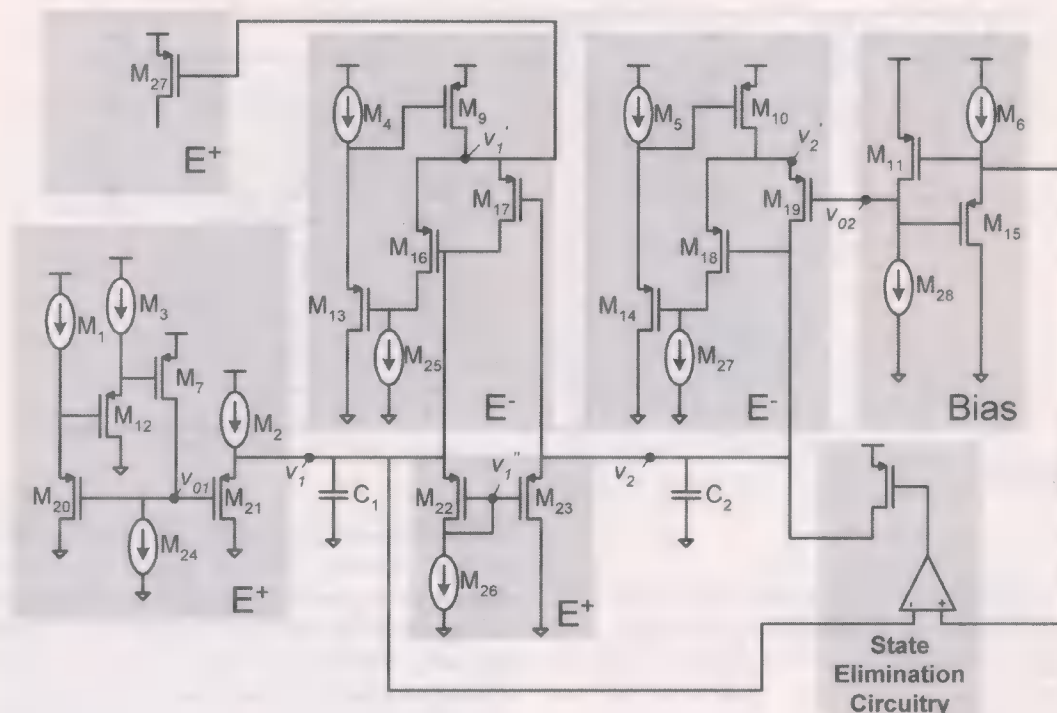 M27
E+
M4
M9
v1'
M17
M16
M13
M25
E-
M5
M10
v2'
M19
M18
M14
M27
E-
v02
M11
M6
M15
M28
Bias
M1
M3
M7
M12
M2
M20
v01
M21
M24
E+
v1
C1
v1''
M22
M23
M26
E+
v2
C2
- +
State
Elimination
Circuitry